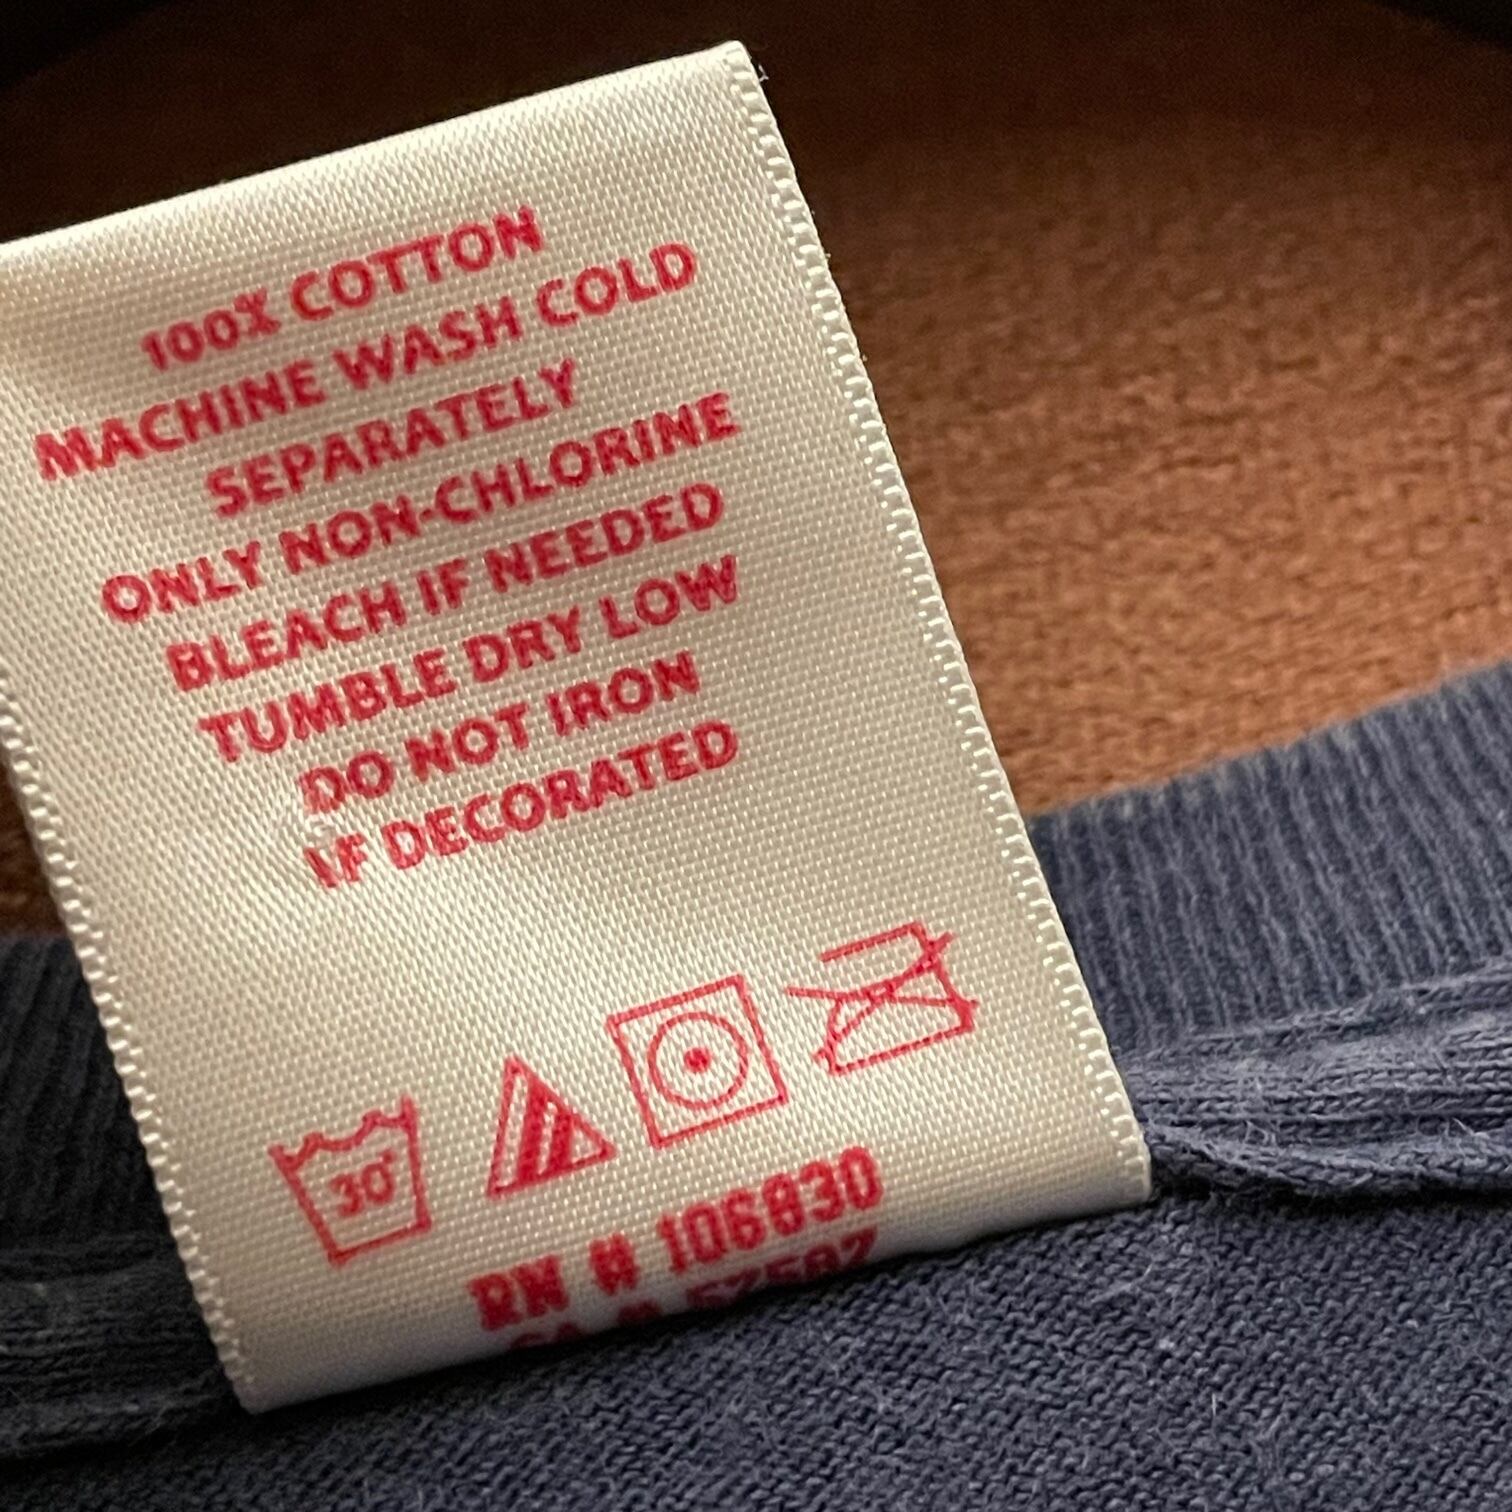 100% COTTON
MACHINE WASH COLD
SEPARATELY
ONLY NON-CHLORINE
BLEACH IF NEEDED
TUMBLE DRY LOW
DO NOT IRON
IF DECORATED
30°
RN # 106830